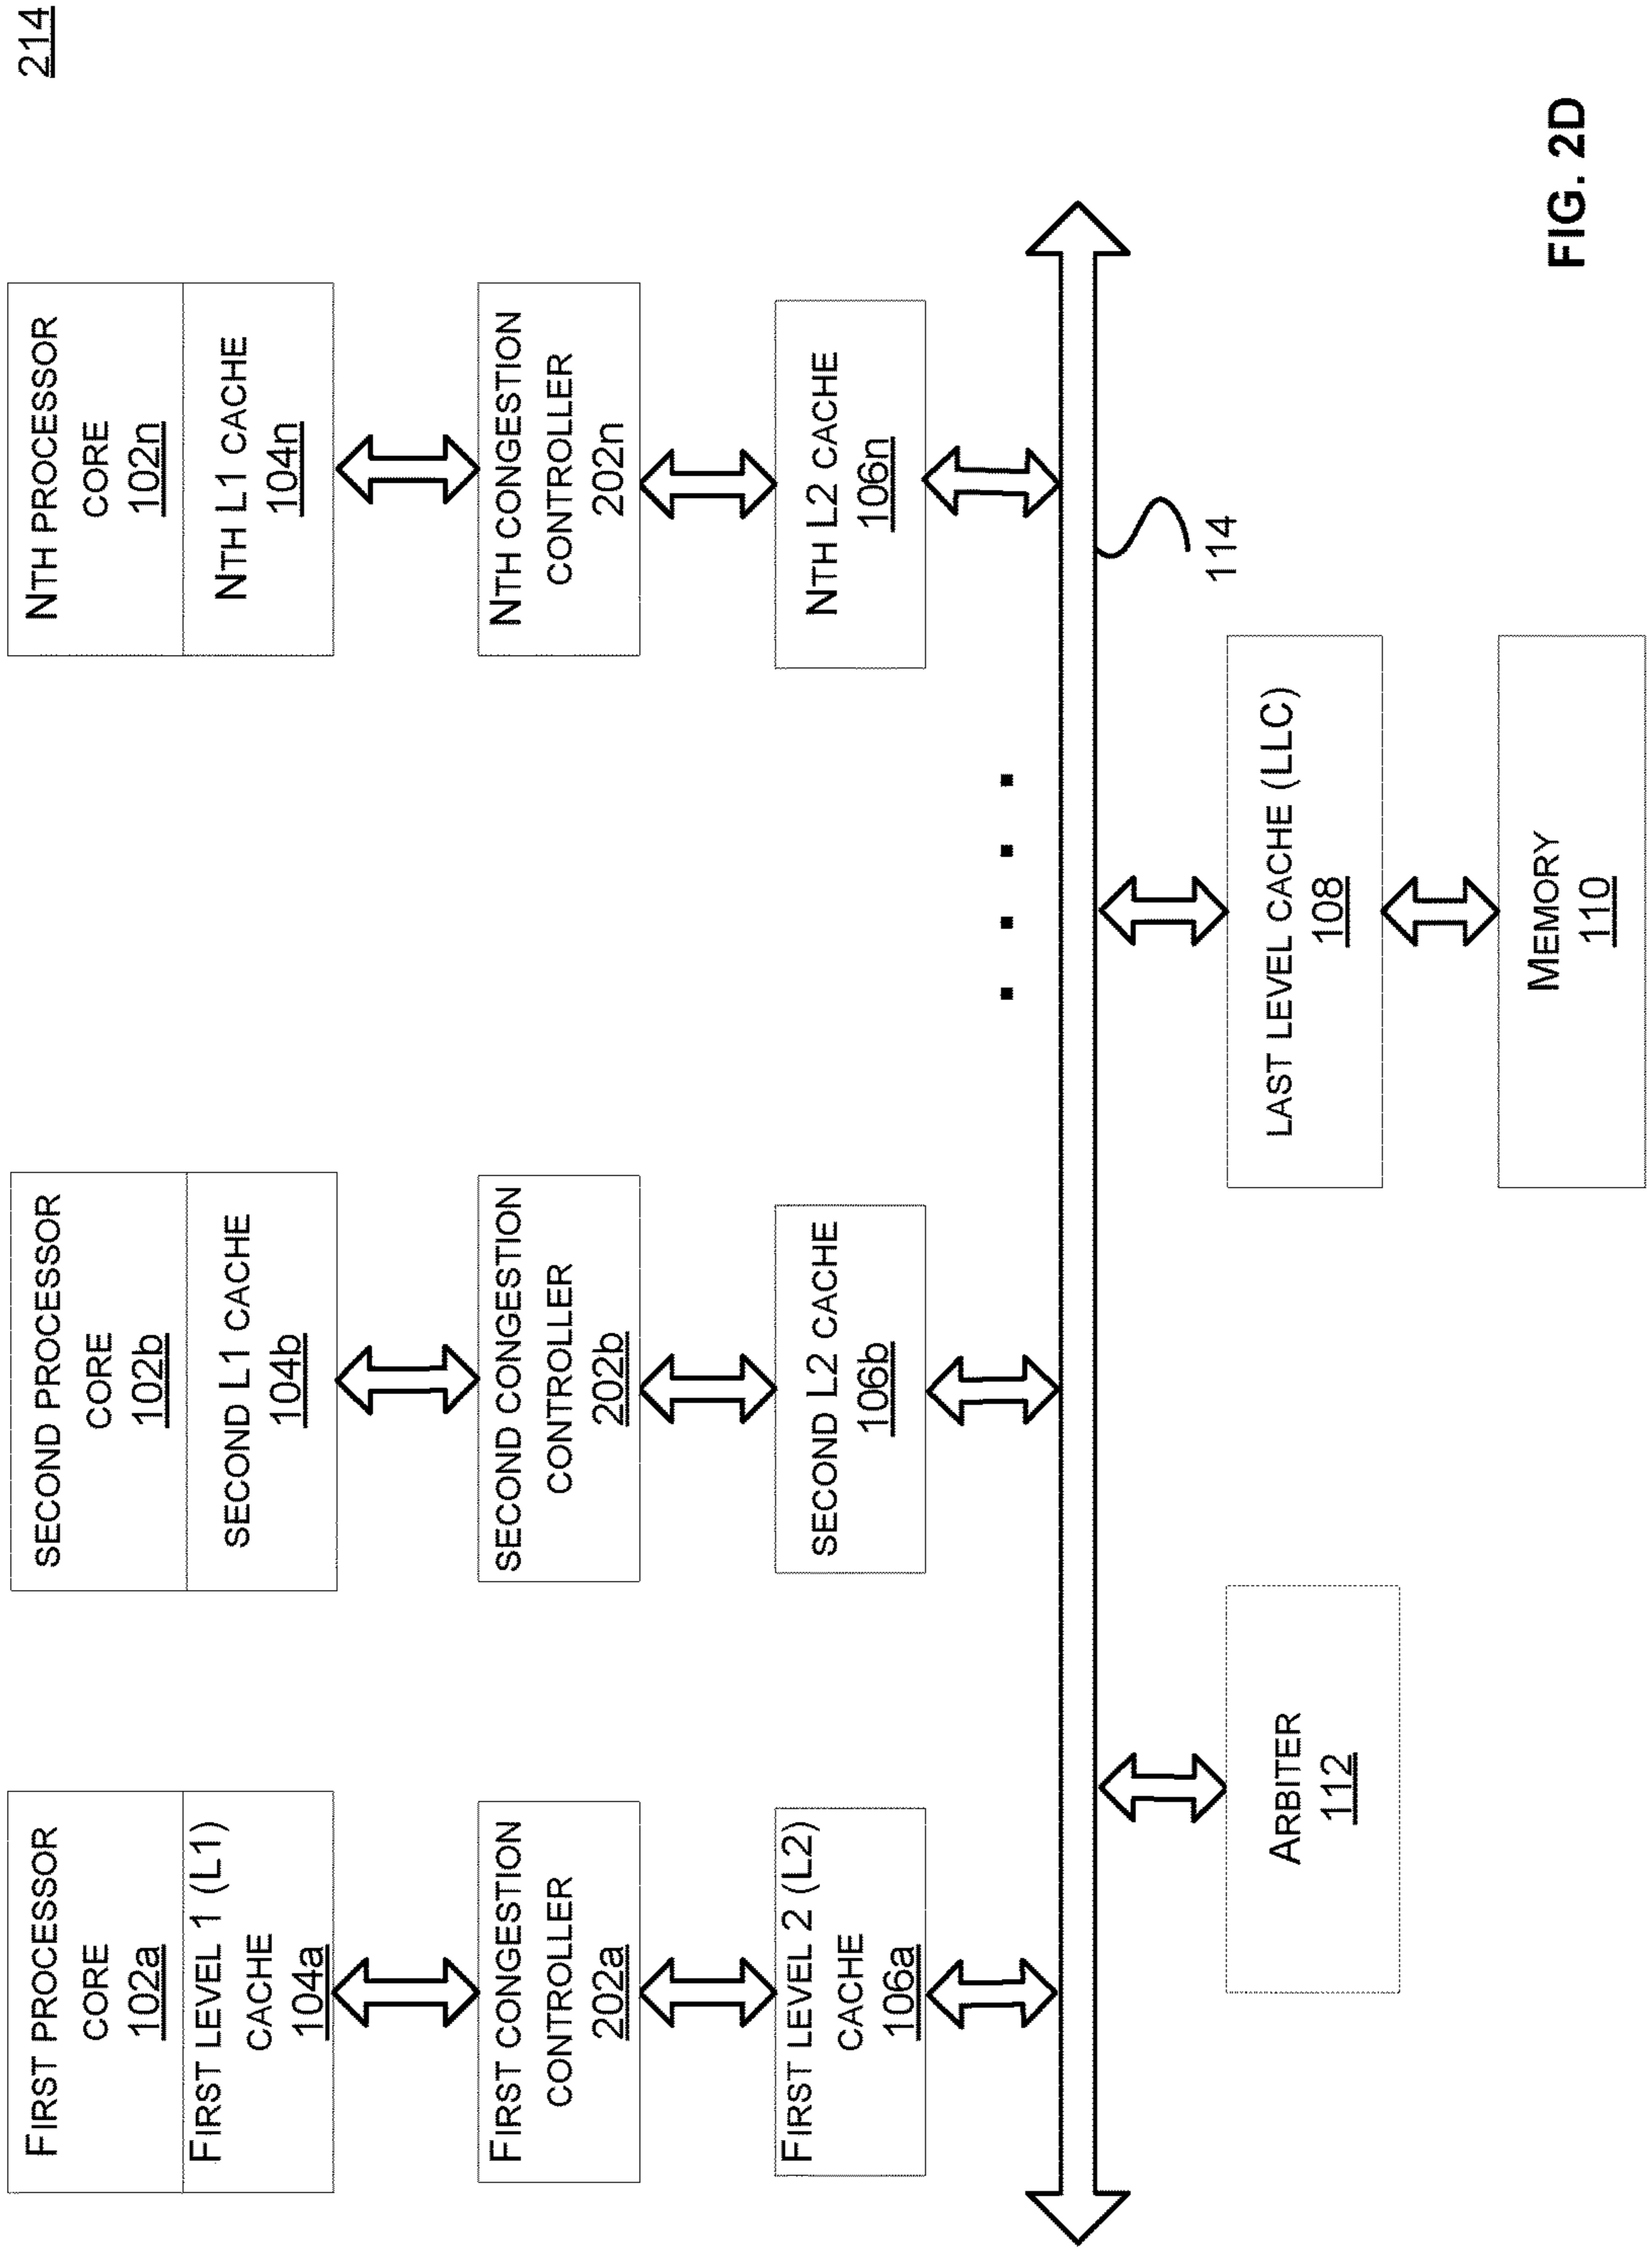 214
FIRST PROCESSOR
CORE
102a
FIRST LEVEL 1 (L1)
CACHE
104a
SECOND PROCESSOR
CORE
102b
SECOND L1 CACHE
104b
NTH PROCESSOR
CORE
102n
NTH L1 CACHE
104n
FIRST CONGESTION
CONTROLLER
202a
SECOND CONGESTION
CONTROLLER
202b
NTH CONGESTION
CONTROLLER
202n
FIRST LEVEL 2 (L2)
CACHE
106a
SECOND L2 CACHE
106b
NTH L2 CACHE
106n
114
ARBITER
112
LAST LEVEL CACHE (LLC)
108
MEMORY
110
FIG. 2D